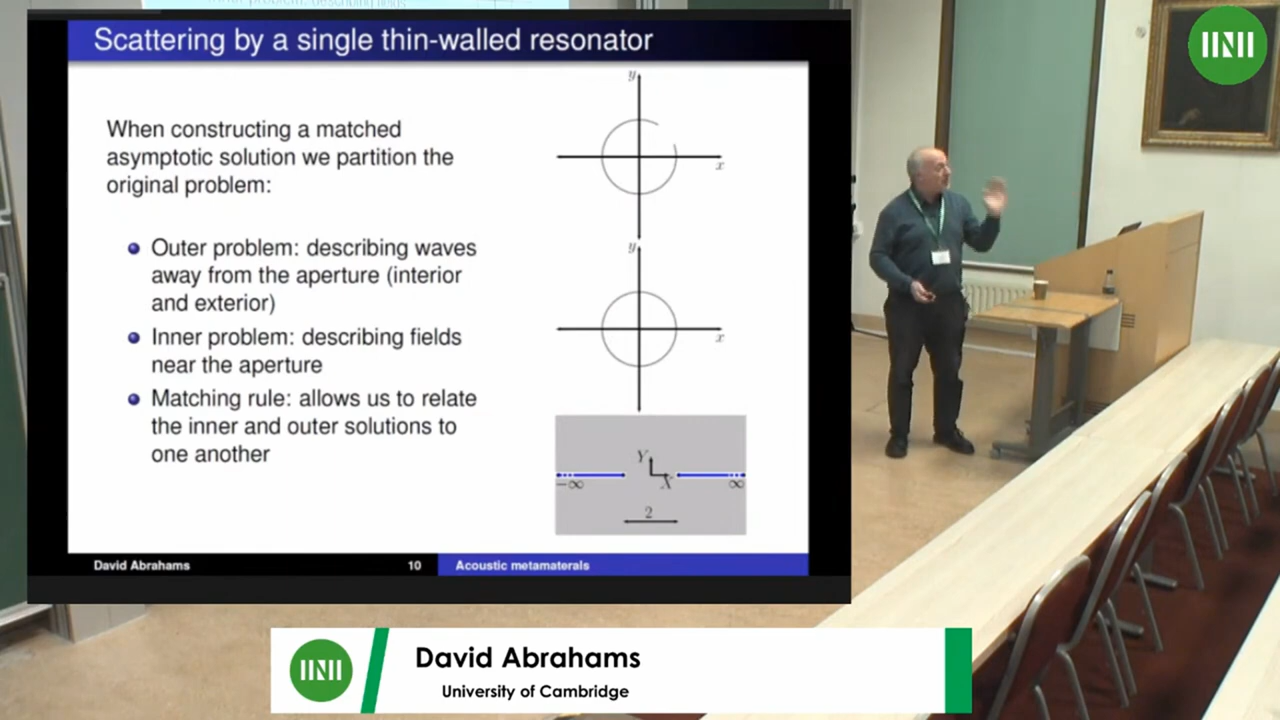 Scattering by a single thin-walled resonator
When constructing a matched
asymptotic solution we partition the
original problem:
Outer problem: describing waves
away from the aperture (interior
and exterior)
Inner problem: describing fields
near the aperture
Matching rule: allows us to relate
the inner and outer solutions to
one another
y
x
y
x
Y
X
−∞
∞
2
David Abrahams
10
Acoustic metamaterals
David Abrahams
University of Cambridge